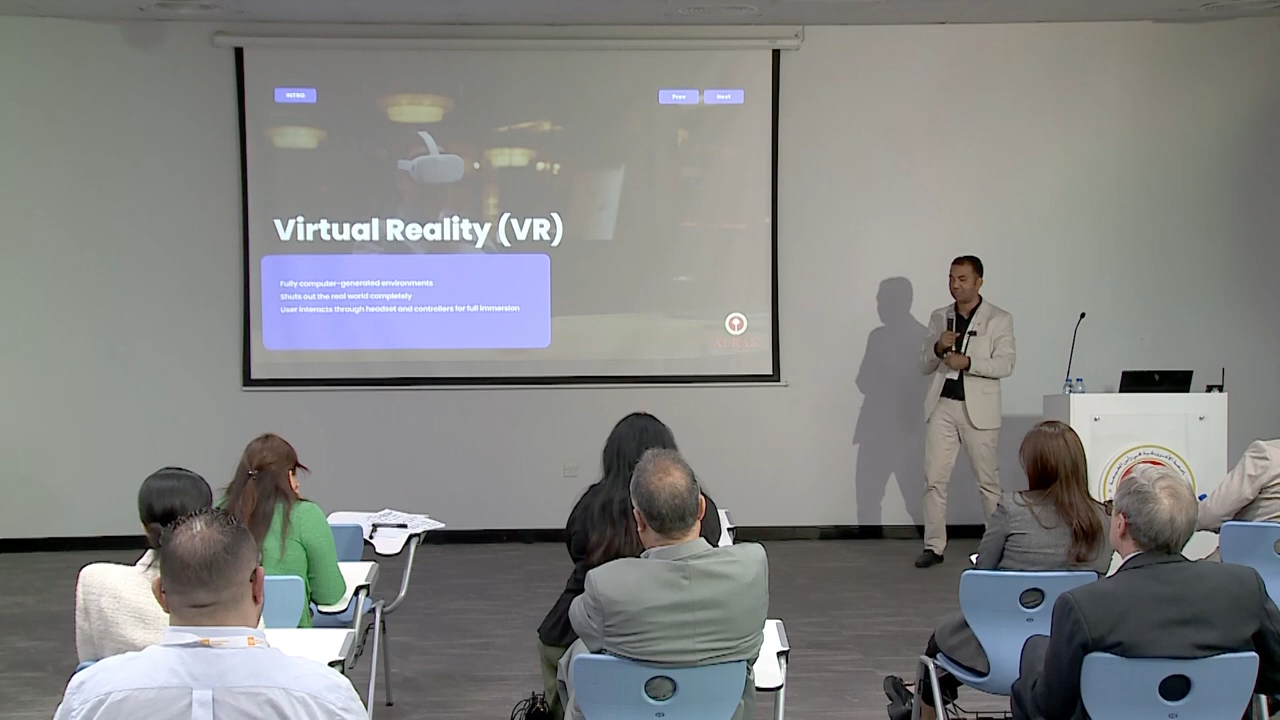 INTRO
Prev
Next
Virtual Reality (VR)
Fully computer-generated environments
Shuts out the real world completely
User interacts through headset and controllers for full immersion
AURAK